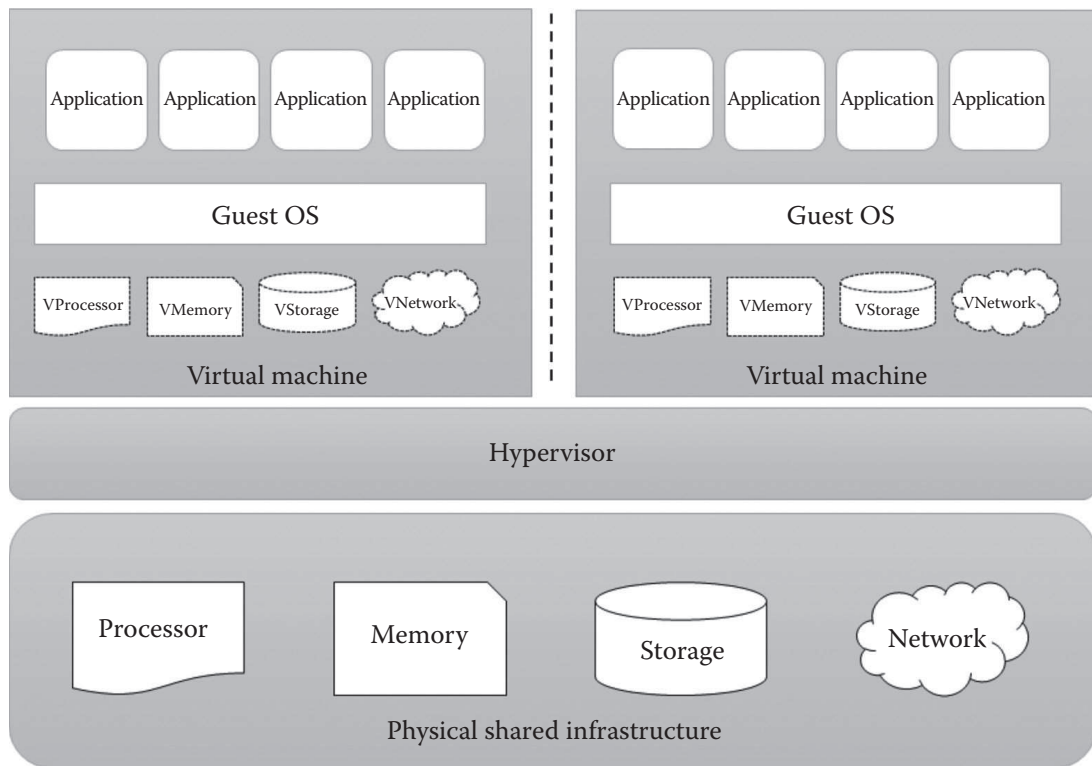 Application Application Application Application
Application Application Application Application
Guest OS
Guest OS
VProcessor VMemory VStorage VNetwork
VProcessor VMemory VStorage VNetwork
Virtual machine
Virtual machine
Hypervisor
Processor Memory Storage Network
Physical shared infrastructure